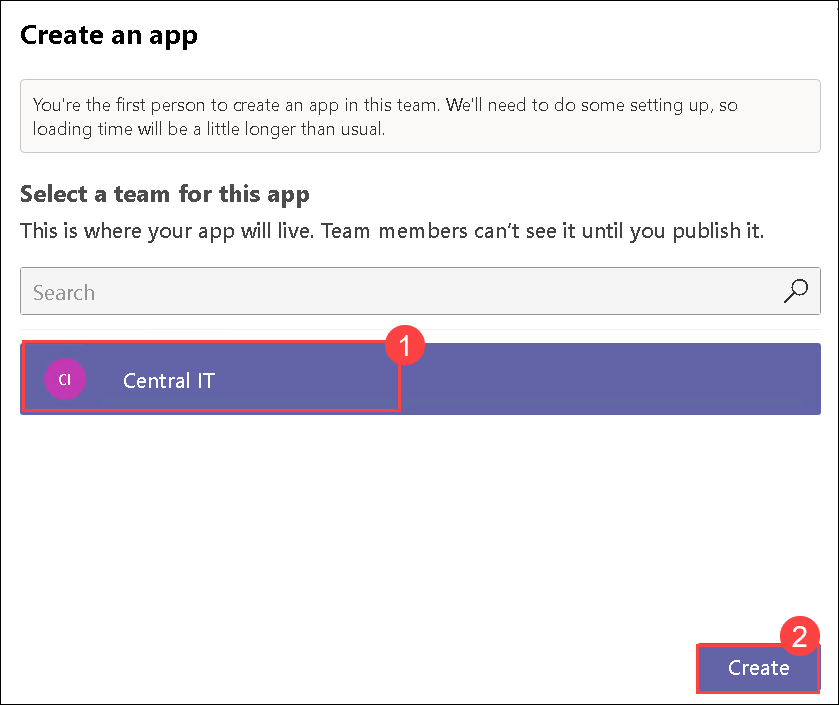 Create an app
You're the first person to create an app in this team. We'll need to do some setting up, so
loading time will be a little longer than usual.
Select a team for this app
This is where your app will live. Team members can't see it until you publish it.
Search
1
CI Central IT
2
Create